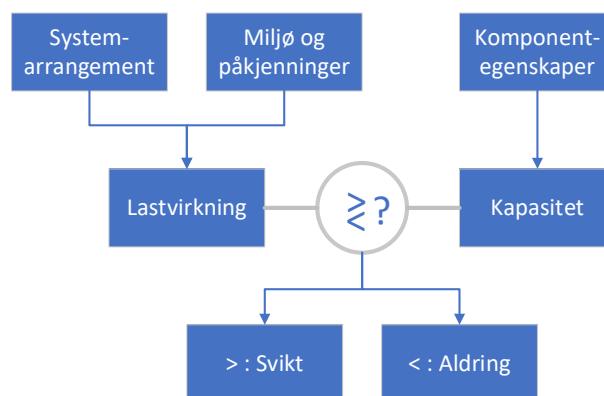 System-
arrangement
Miljø og
påkjenninger
Komponent-
egenskaper
Lastvirkning
≷ ?
Kapasitet
> : Svikt
< : Aldring